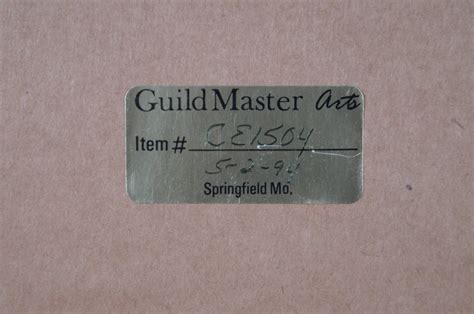 GuildMaster Arts
Item # CE1504
5-2-94
Springfield Mo.